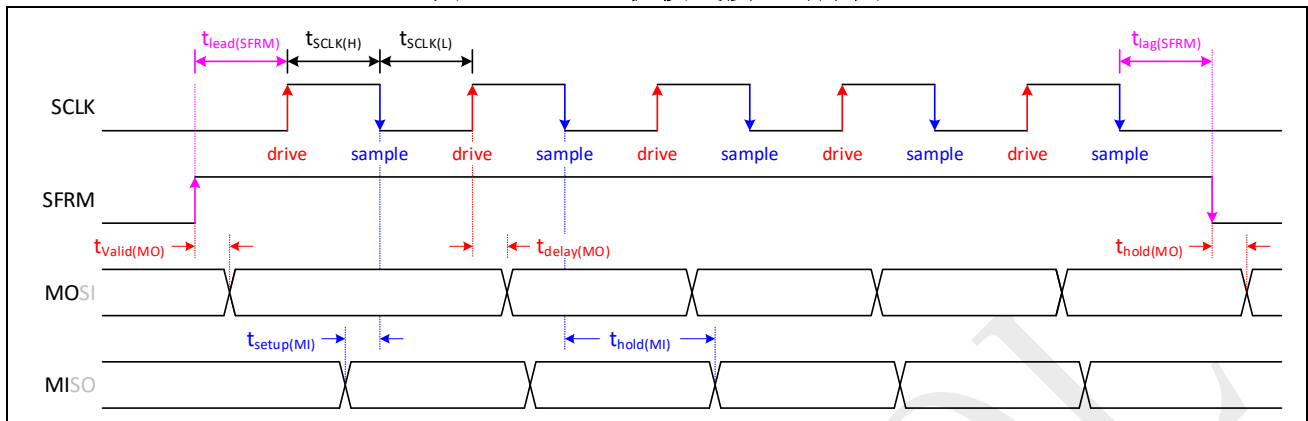 tlead(SFRM) tSCLK(H) tSCLK(L) tlag(SFRM)
SCLK
drive sample drive sample drive sample drive sample drive sample
SFRM
tValid(MO) tdelay(MO) thold(MO)
MOSI
tsetup(MI) thold(MI)
MISO